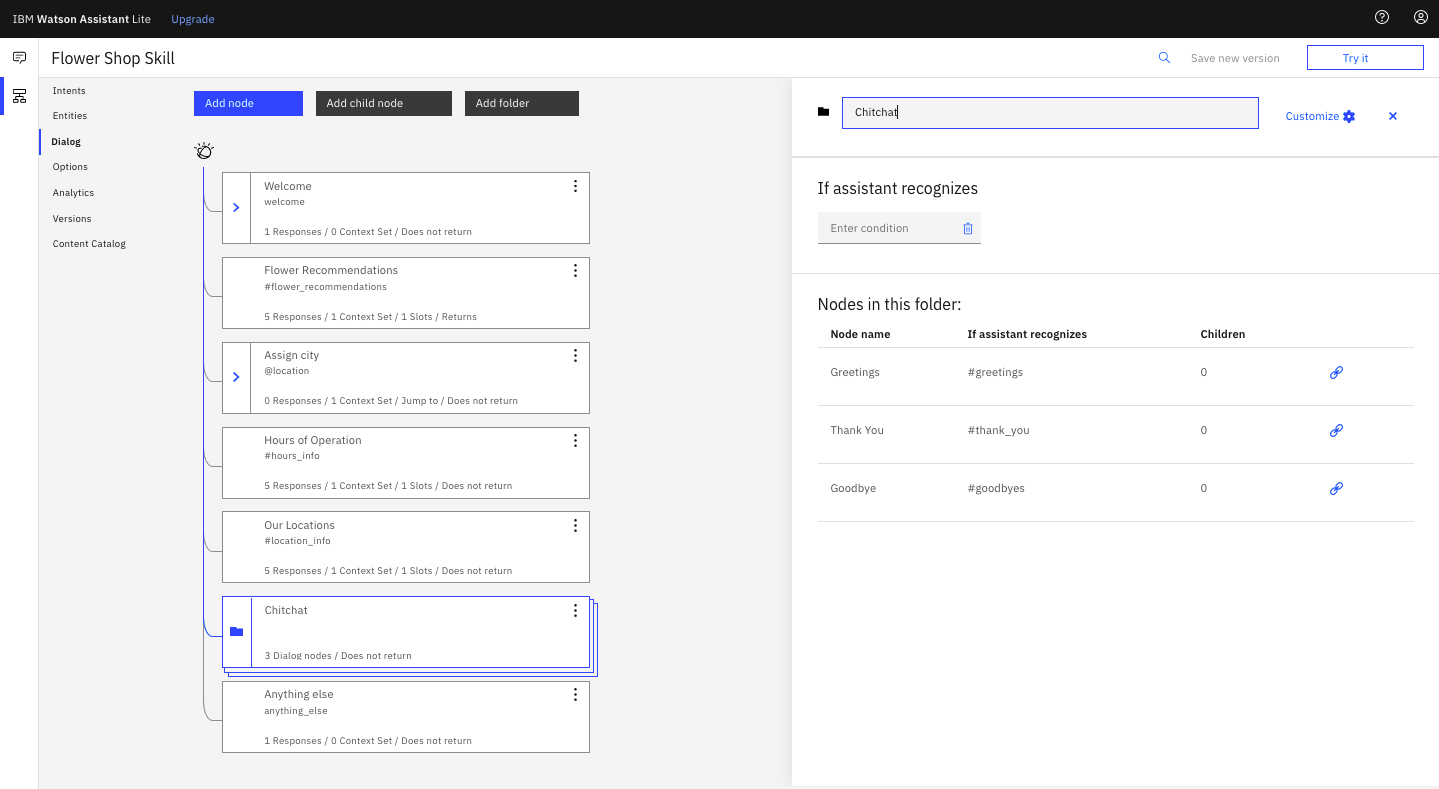 IBM Watson Assistant Lite
Upgrade
Flower Shop Skill
Save new version
Try it
Intents
Entities
Dialog
Options
Analytics
Versions
Content Catalog
Add node
Add child node
Add folder
Welcome
welcome
1 Responses / 0 Context Set / Does not return
Flower Recommendations
#flower_recommendations
5 Responses / 1 Context Set / 1 Slots / Returns
Assign city
@location
0 Responses / 1 Context Set / Jump to / Does not return
Hours of Operation
#hours_info
5 Responses / 1 Context Set / 1 Slots / Does not return
Our Locations
#location_info
5 Responses / 1 Context Set / 1 Slots / Does not return
Chitchat
3 Dialog nodes / Does not return
Anything else
anything_else
1 Responses / 0 Context Set / Does not return
Chitchat
Customize
If assistant recognizes
Enter condition
Nodes in this folder:
Node name If assistant recognizes Children
Greetings #greetings 0
Thank You #thank_you 0
Goodbye #goodbyes 0